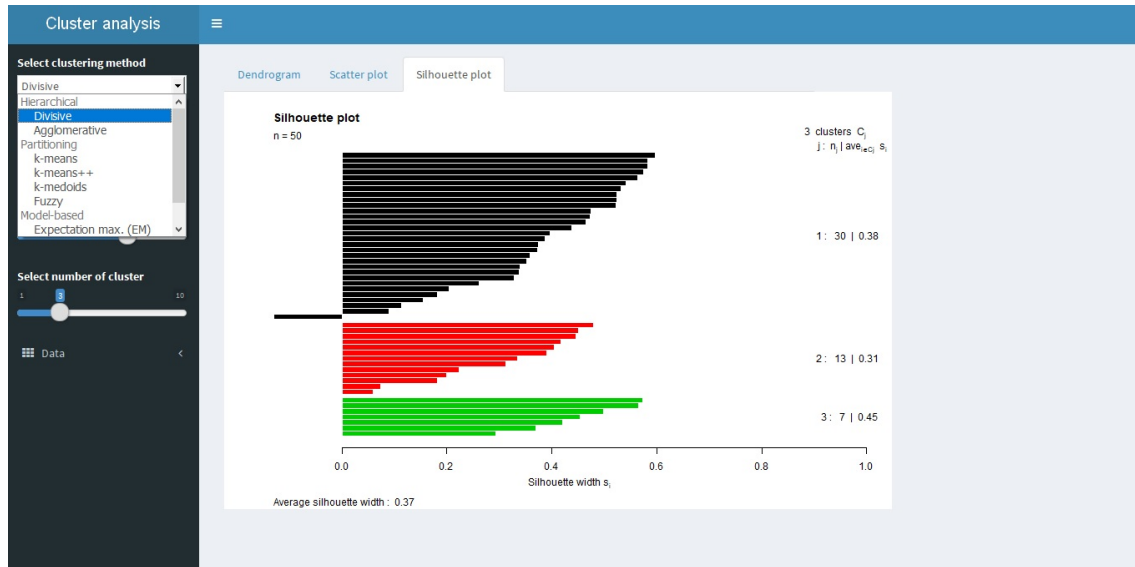 Cluster analysis
Select clustering method
Divisive
Hierarchical
Divisive
Agglomerative
Partitioning
k-means
k-means++
k-medoids
Fuzzy
Model-based
Expectation max. (EM)
Select number of cluster
1 3 10
Data
Dendrogram Scatter plot Silhouette plot
Silhouette plot
n = 50
3 clusters Cj
j : nj | avei∈Cj si
1 : 30 | 0.38
2 : 13 | 0.31
3 : 7 | 0.45
0.0 0.2 0.4 0.6 0.8 1.0
Silhouette width si
Average silhouette width : 0.37